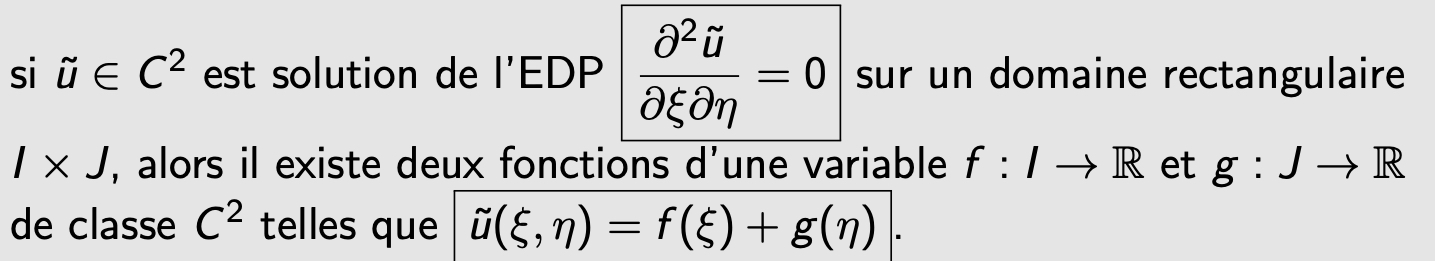 si ũ ∈ C² est solution de l'EDP ∂²ũ/∂ξ∂η = 0 sur un domaine rectangulaire
I × J, alors il existe deux fonctions d'une variable f : I → ℝ et g : J → ℝ
de classe C² telles que ũ(ξ, η) = f(ξ) + g(η).